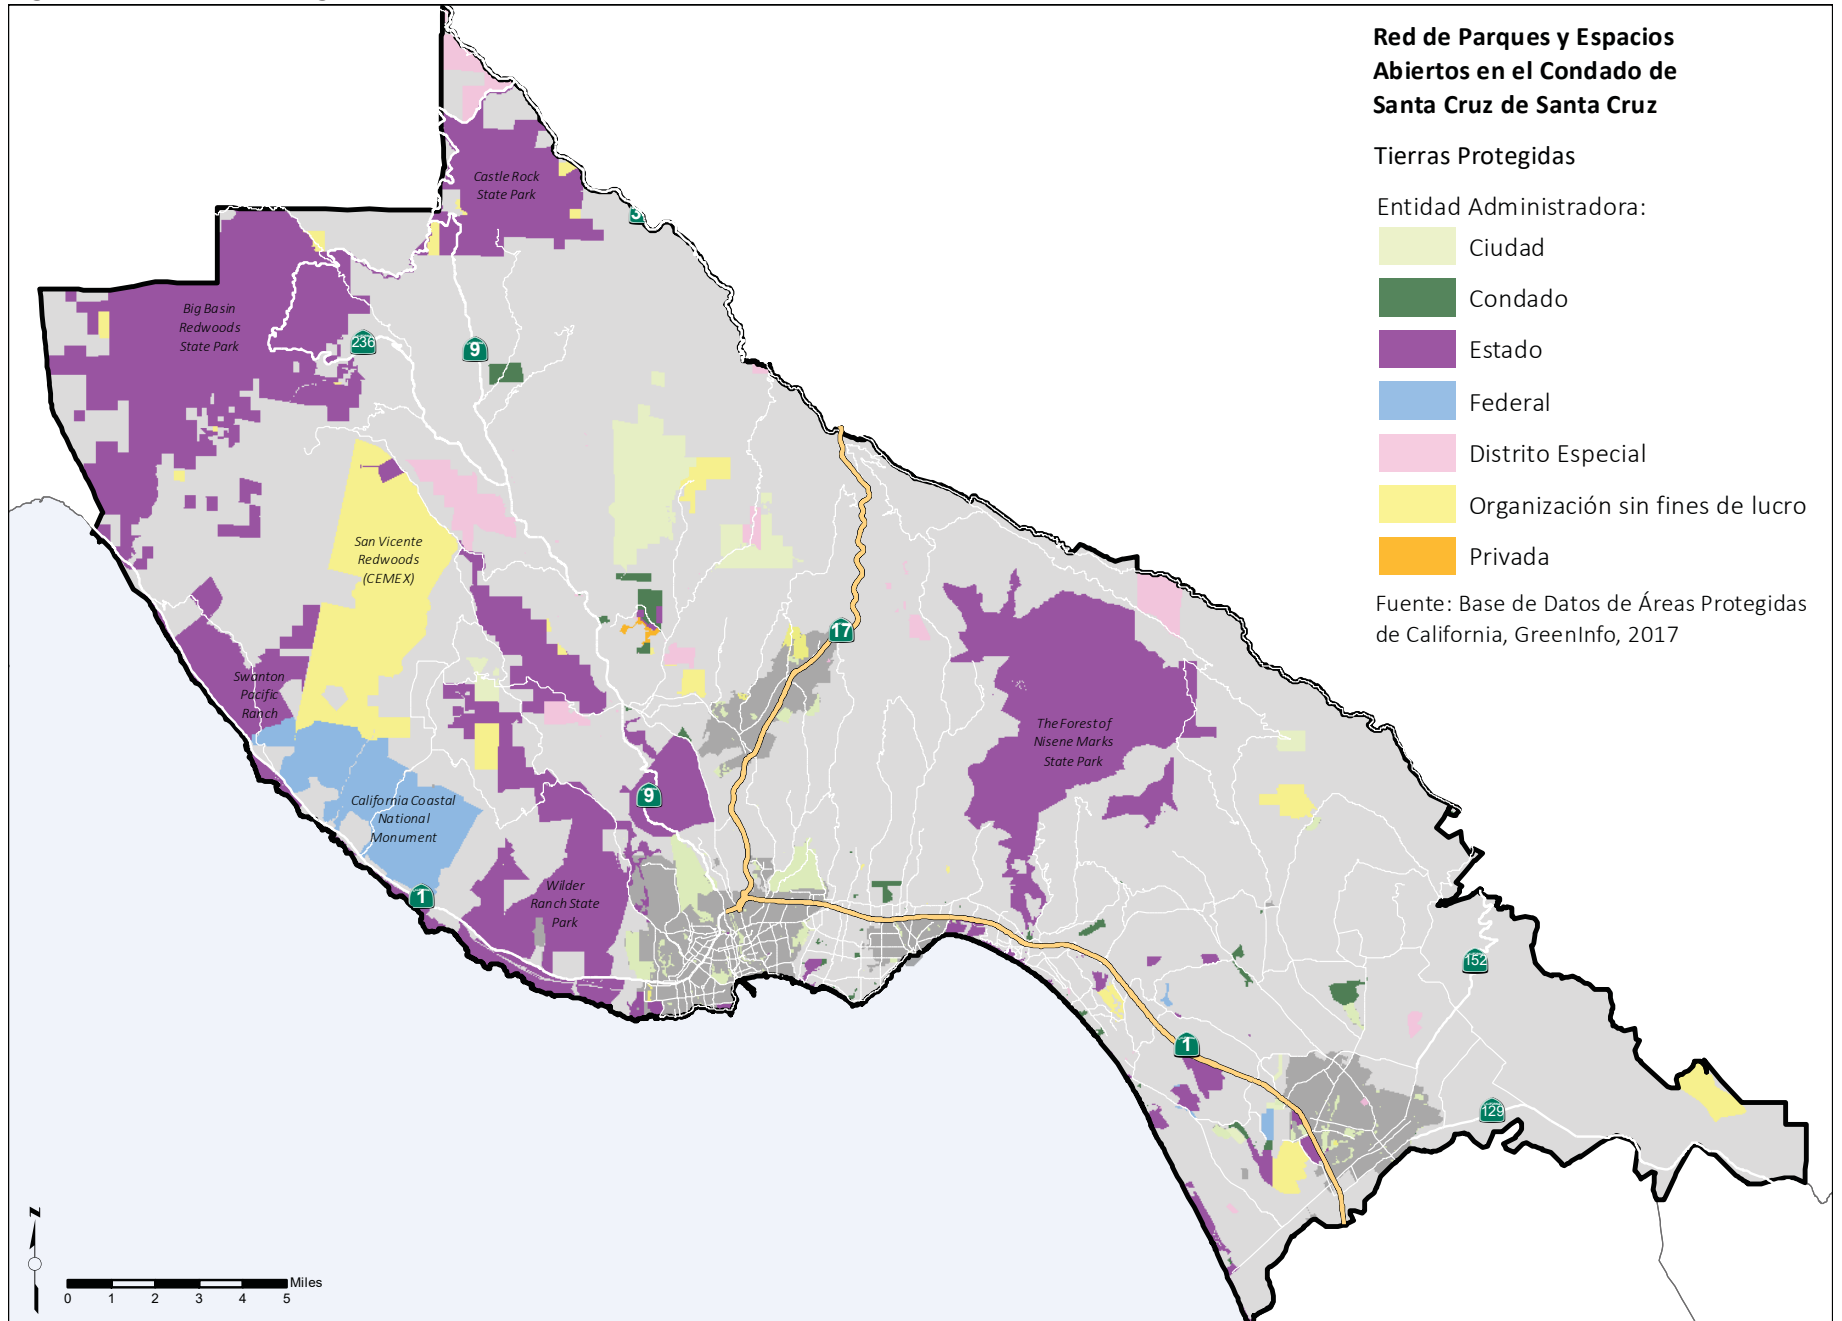 Red de Parques y Espacios
Abiertos en el Condado de
Santa Cruz de Santa Cruz
Tierras Protegidas
Entidad Administradora:
Ciudad
Condado
Estado
Federal
Distrito Especial
Organización sin fines de lucro
Privada
Fuente: Base de Datos de Áreas Protegidas
de California, GreenInfo, 2017
Castle Rock
State Park
Big Basin
Redwoods
State Park
236
9
San Vicente
Redwoods
(CEMEX)
17
Swanton
Pacific
Ranch
The Forest of
Nisene Marks
State Park
California Coastal
National
Monument
9
Wilder
Ranch State
Park
1
152
1
129
N
Miles
0 1 2 3 4 5